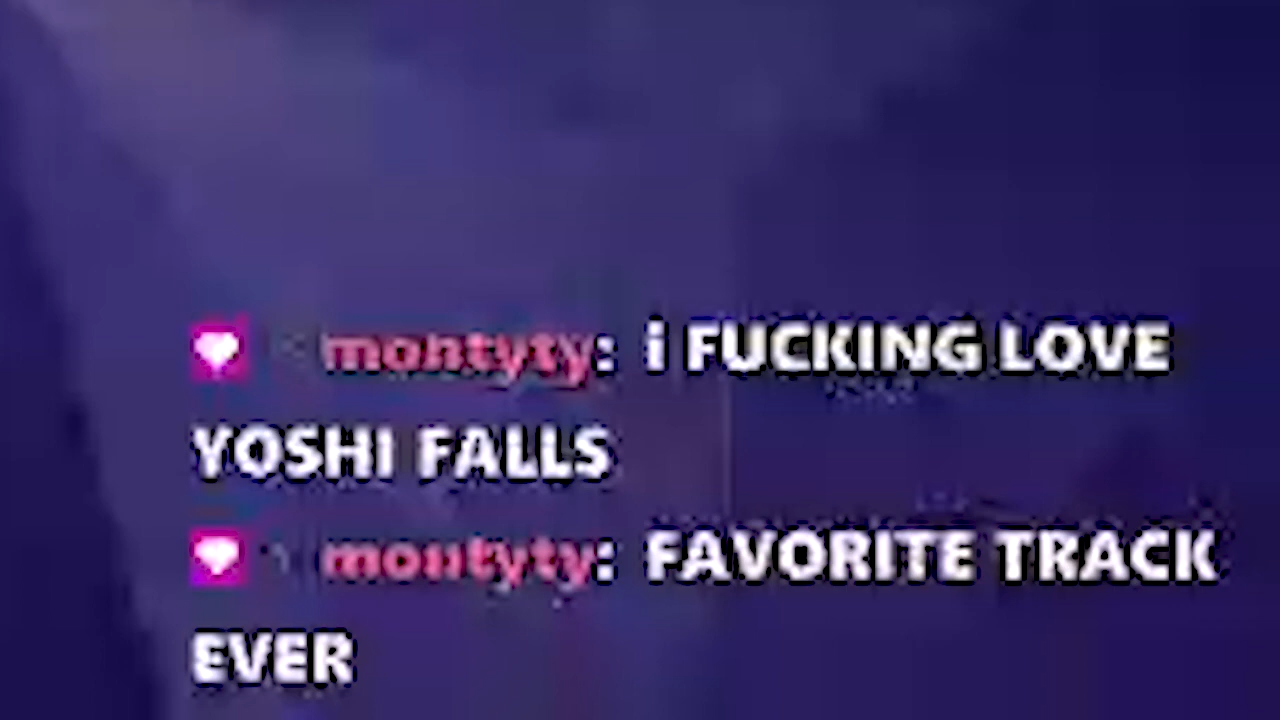 montyty: i FUCKING LOVE
YOSHI FALLS
montyty: FAVORITE TRACK
EVER